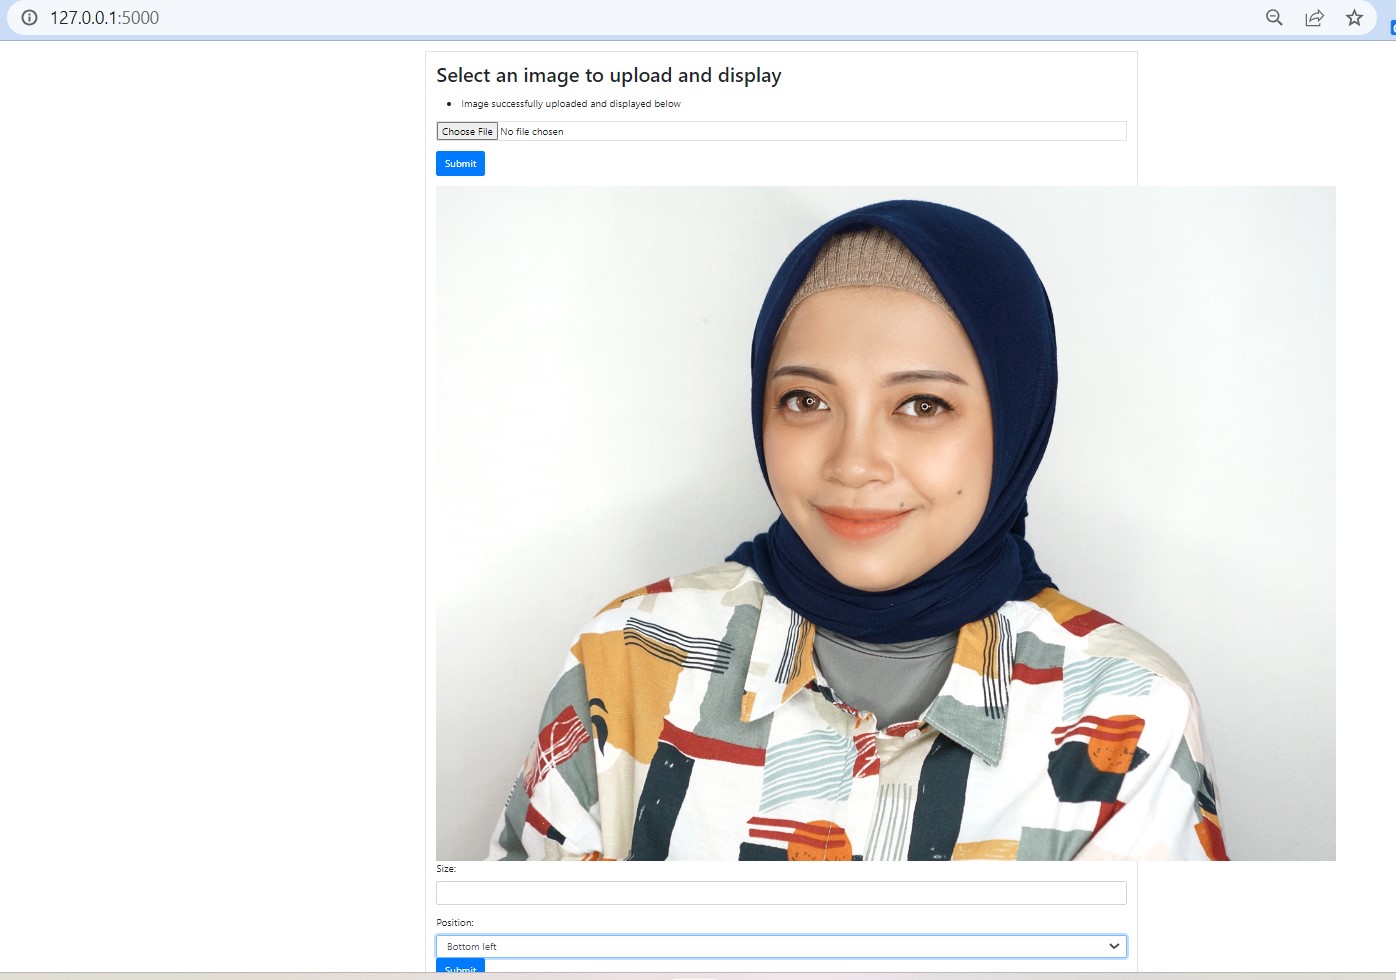 127.0.0.1:5000
Select an image to upload and display
Image successfully uploaded and displayed below
Choose File No file chosen
Submit
Size:
Position:
Bottom left
Submit